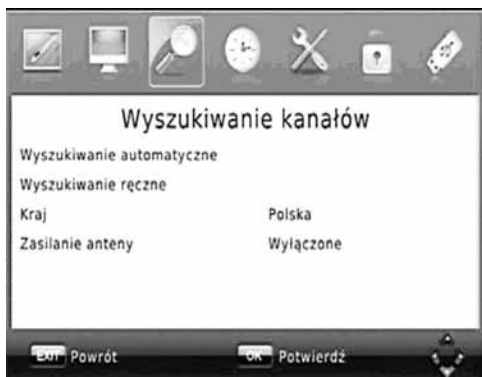 Wyszukiwanie kanałów
Wyszukiwanie automatyczne
Wyszukiwanie ręczne
Kraj Polska
Zasilanie anteny Wyłączone
EXIT Powrót OK Potwierdź